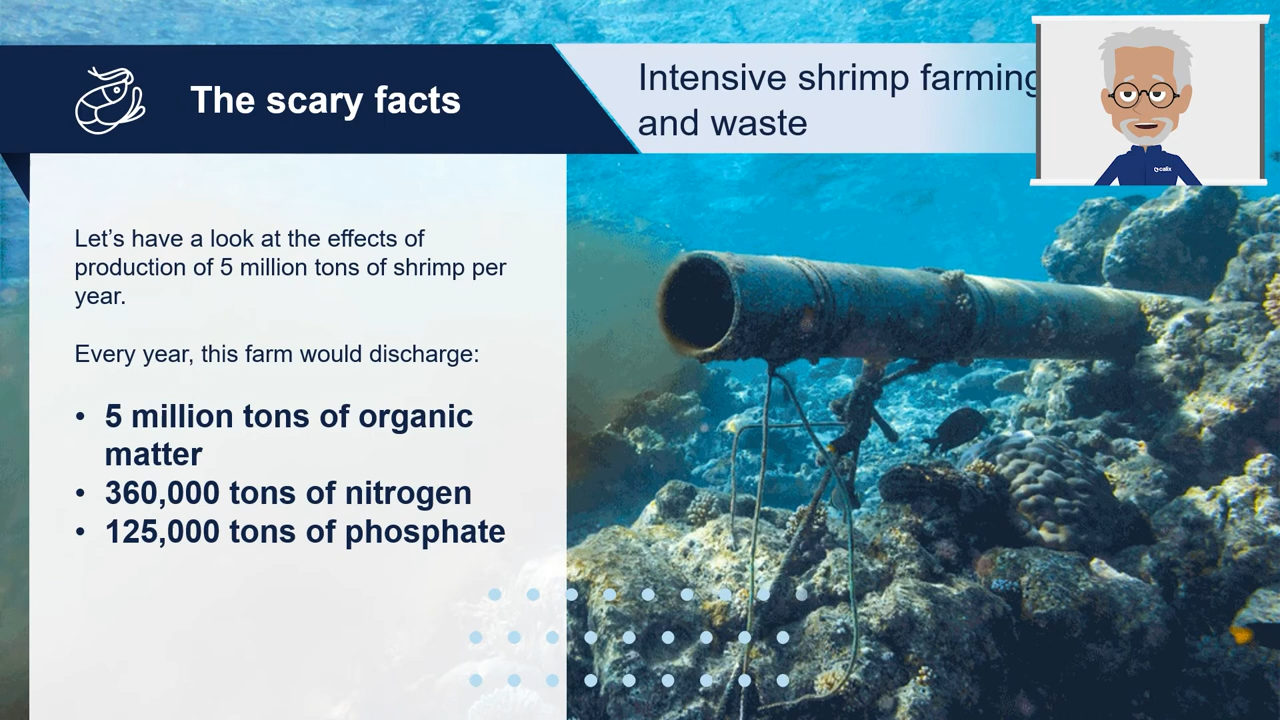 The scary facts
Intensive shrimp farming
and waste
calix
Let's have a look at the effects of
production of 5 million tons of shrimp per
year.
Every year, this farm would discharge:
• 5 million tons of organic
matter
• 360,000 tons of nitrogen
• 125,000 tons of phosphate